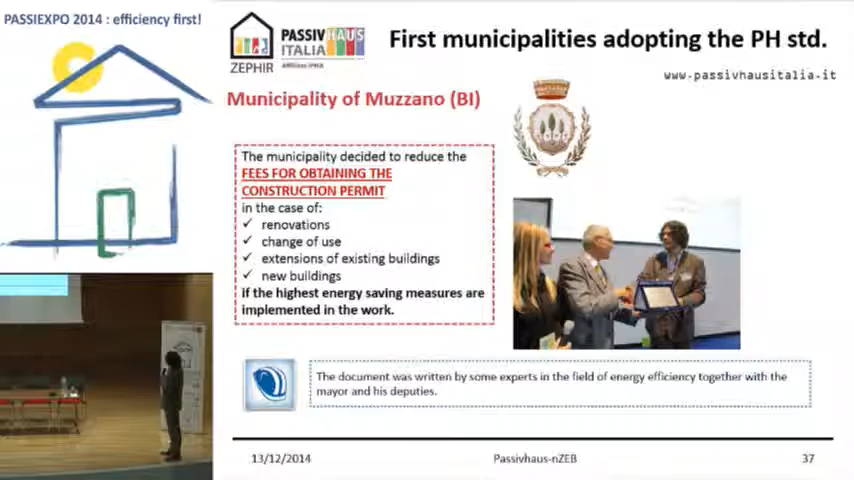 PASSIEXPO 2014 : efficiency first!
ZEPHIR
PASSIVHAUS
ITALIA
First municipalities adopting the PH std.
www-passivhausitalia-it
Municipality of Muzzano (BI)
The municipality decided to reduce the
FEES FOR OBTAINING THE
CONSTRUCTION PERMIT
in the case of:
✓ renovations
✓ change of use
✓ extensions of existing buildings
✓ new buildings
if the highest energy saving measures are
implemented in the work.
The document was written by some experts in the field of energy efficiency together with the
mayor and his deputies.
13/12/2014
Passivhaus-nZEB
37